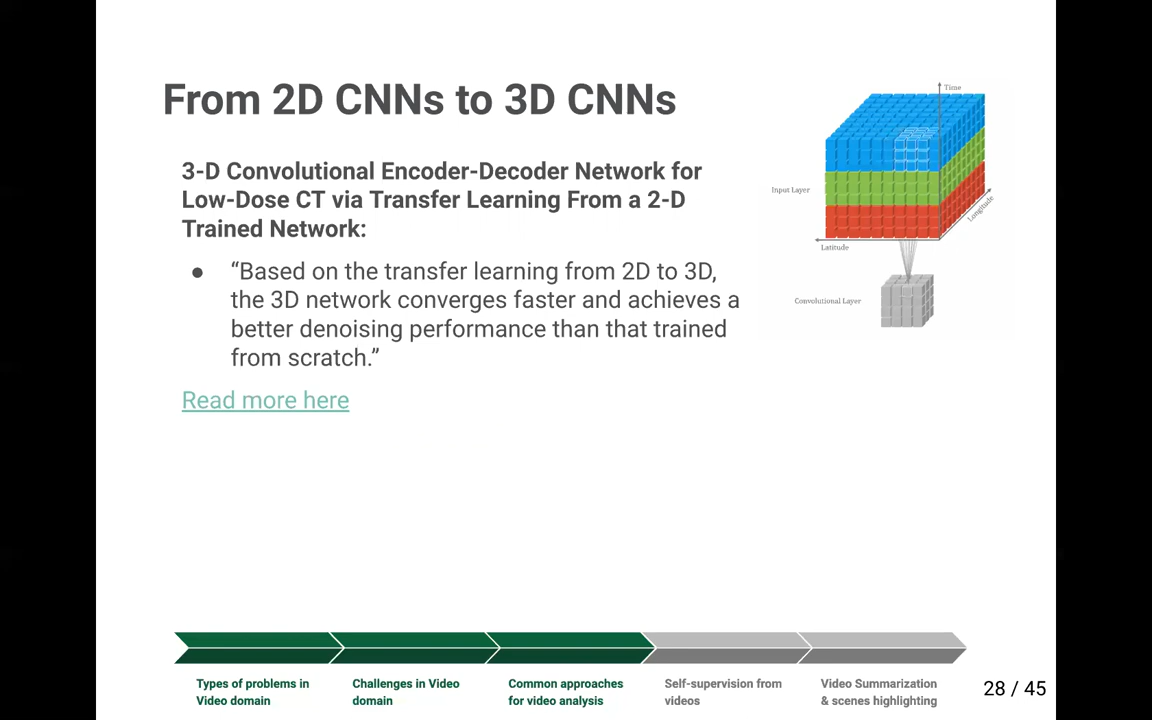 From 2D CNNs to 3D CNNs
3-D Convolutional Encoder-Decoder Network for
Low-Dose CT via Transfer Learning From a 2-D
Trained Network:
● “Based on the transfer learning from 2D to 3D,
the 3D network converges faster and achieves a
better denoising performance than that trained
from scratch.”
Read more here
Time
Input Layer
Longitude
Latitude
Convolutional Layer
Types of problems in
Video domain
Challenges in Video
domain
Common approaches
for video analysis
Self-supervision from
videos
Video Summarization
& scenes highlighting
28 / 45